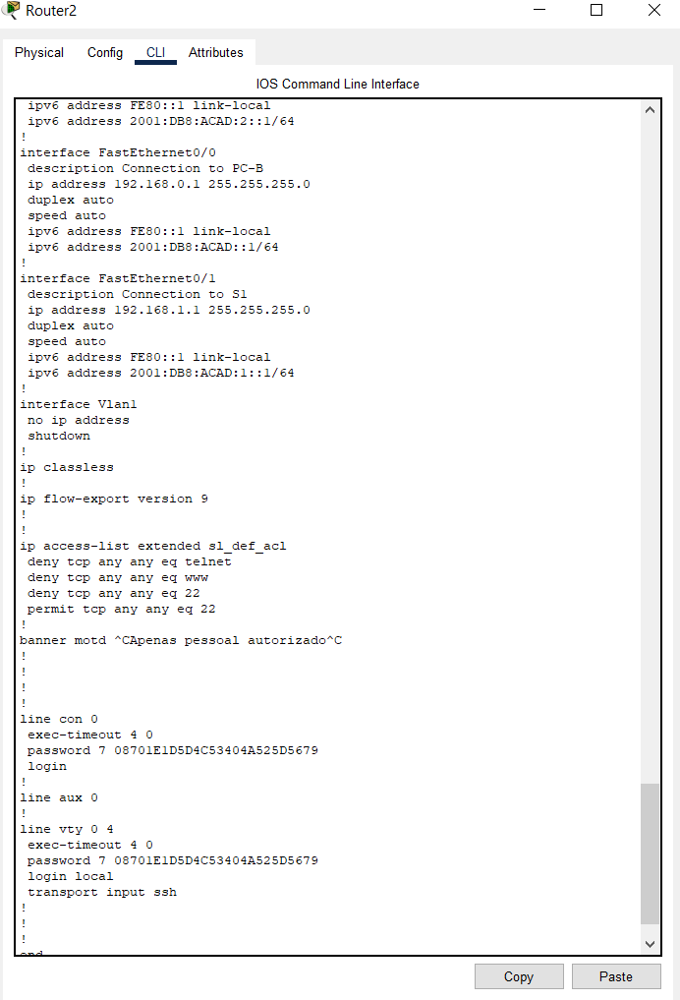 Router2
Physical Config CLI Attributes
IOS Command Line Interface
ipv6 address FE80::1 link-local
ipv6 address 2001:DB8:ACAD:2::1/64
!
interface FastEthernet0/0
description Connection to PC-B
ip address 192.168.0.1 255.255.255.0
duplex auto
speed auto
ipv6 address FE80::1 link-local
ipv6 address 2001:DB8:ACAD::1/64
!
interface FastEthernet0/1
description Connection to S1
ip address 192.168.1.1 255.255.255.0
duplex auto
speed auto
ipv6 address FE80::1 link-local
ipv6 address 2001:DB8:ACAD:1::1/64
!
interface Vlan1
no ip address
shutdown
!
ip classless
!
ip flow-export version 9
!
!
ip access-list extended sl_def_acl
deny tcp any any eq telnet
deny tcp any any eq www
deny tcp any any eq 22
permit tcp any any eq 22
!
banner motd ^CApenas pessoal autorizado^C
!
!
!
!
line con 0
exec-timeout 4 0
password 7 08701E1D5D4C53404A525D5679
login
!
line aux 0
!
line vty 0 4
exec-timeout 4 0
password 7 08701E1D5D4C53404A525D5679
login local
transport input ssh
!
!
!
end
Copy Paste